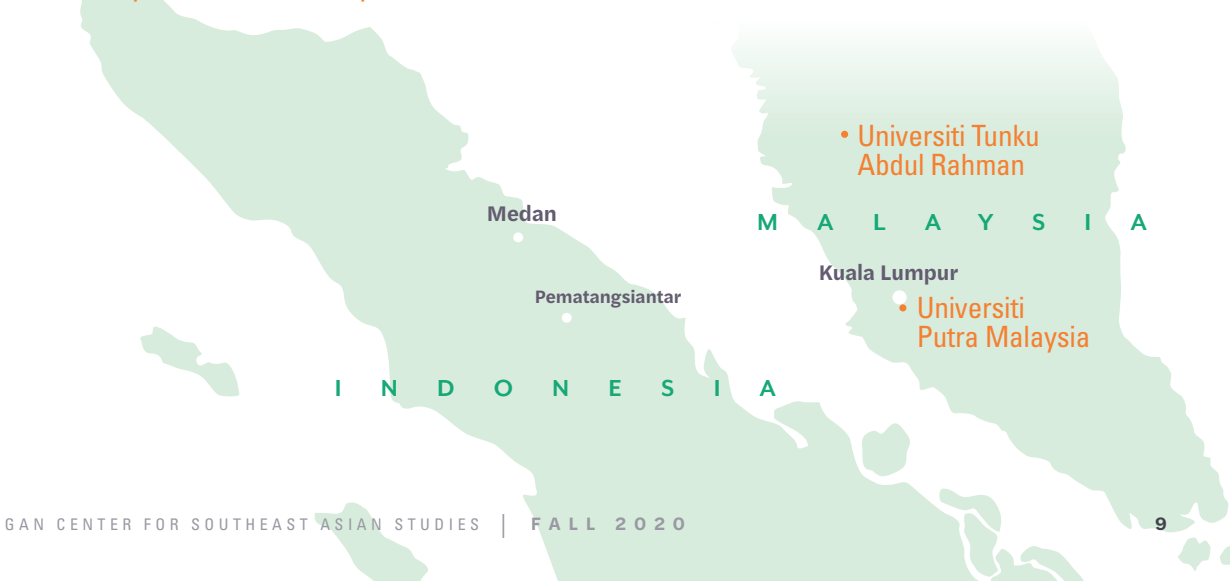 • Universiti Tunku
Abdul Rahman
Medan
M A L A Y S I A
Kuala Lumpur
Pematangsiantar
• Universiti
Putra Malaysia
I N D O N E S I A
GAN CENTER FOR SOUTHEAST ASIAN STUDIES | FALL 2020 9